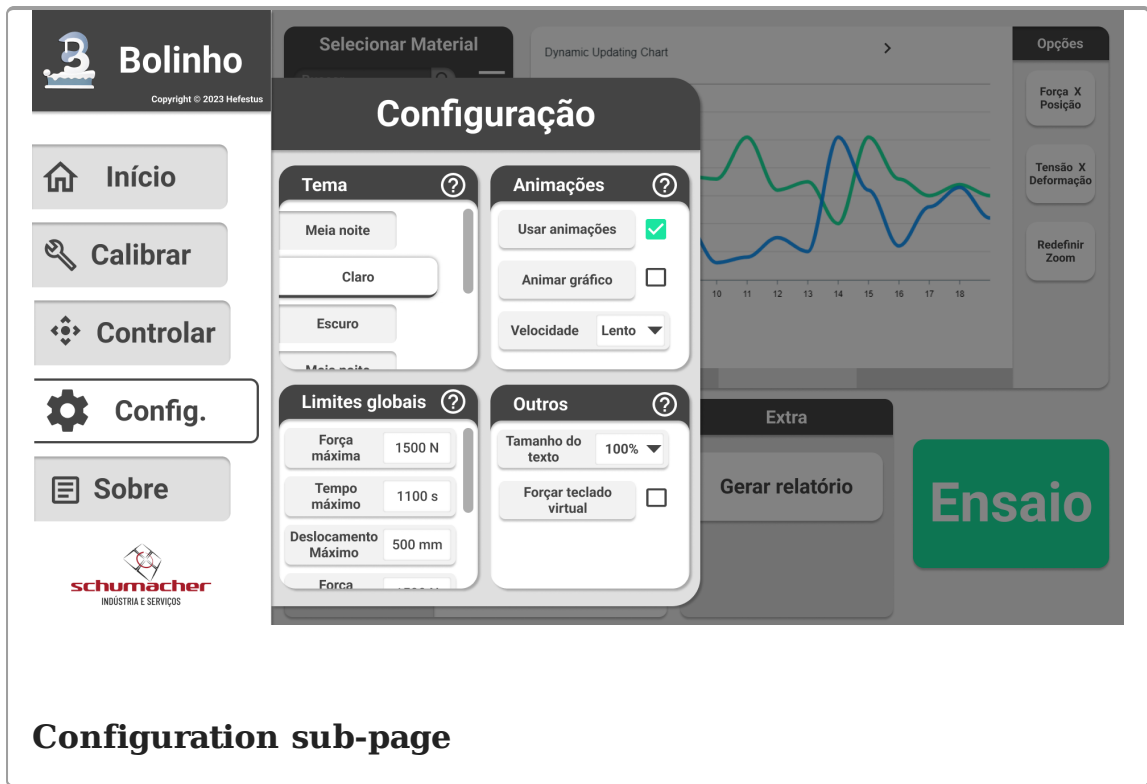 Bolinho
Copyright © 2023 Hefestus
Início
Calibrar
Controlar
Config.
Sobre
schumacher
INDÚSTRIA E SERVIÇOS
Selecionar Material
Configuração
Tema
Meia noite
Claro
Escuro
Meia noite
Animações
Usar animações
Animar gráfico
Velocidade Lento
Limites globais
Força
máxima
1500 N
Tempo
máximo
1100 s
Deslocamento
Máximo
500 mm
Força
Outros
Tamanho do
texto
100%
Forçar teclado
virtual
Dynamic Updating Chart
10 11 12 13 14 15 16 17 18
Opções
Força X
Posição
Tensão X
Deformação
Redefinir
Zoom
Extra
Gerar relatório
Ensaio
Configuration sub-page